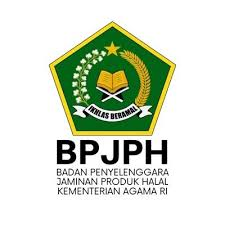 IKHLAS BERAMAL
BPJPH
BADAN PENYELENGGARA
JAMINAN PRODUK HALAL
KEMENTERIAN AGAMA RI